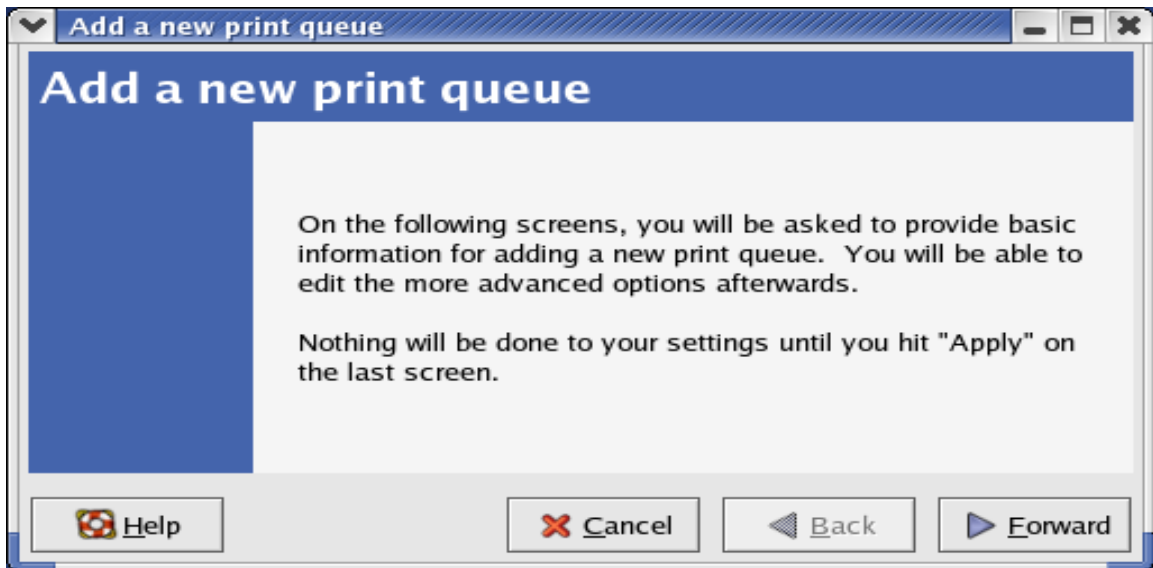 Add a new print queue
Add a new print queue
On the following screens, you will be asked to provide basic
information for adding a new print queue.  You will be able to
edit the more advanced options afterwards.
Nothing will be done to your settings until you hit "Apply" on
the last screen.
Help
Cancel
Back
Forward